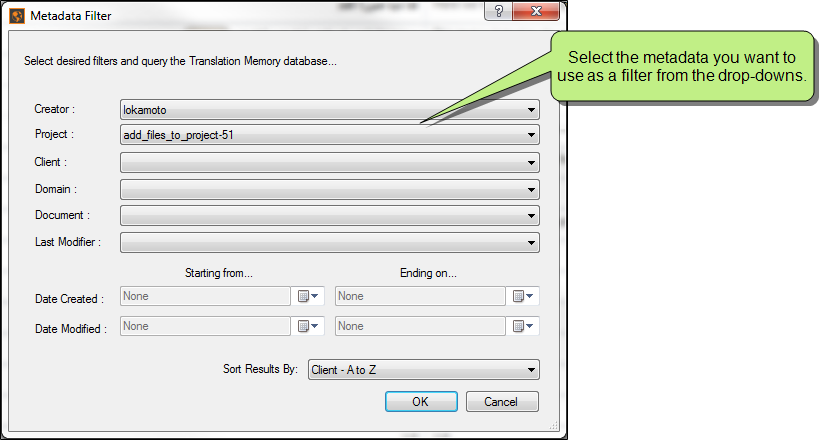 Metadata Filter
?
Select the metadata you want to
use as a filter from the drop-downs.
Select desired filters and query the Translation Memory database...
Creator : lokamoto
Project : add_files_to_project-51
Client :
Domain :
Document :
Last Modifier :
Starting from... Ending on...
Date Created : None None
Date Modified : None None
Sort Results By: Client - A to Z
OK Cancel